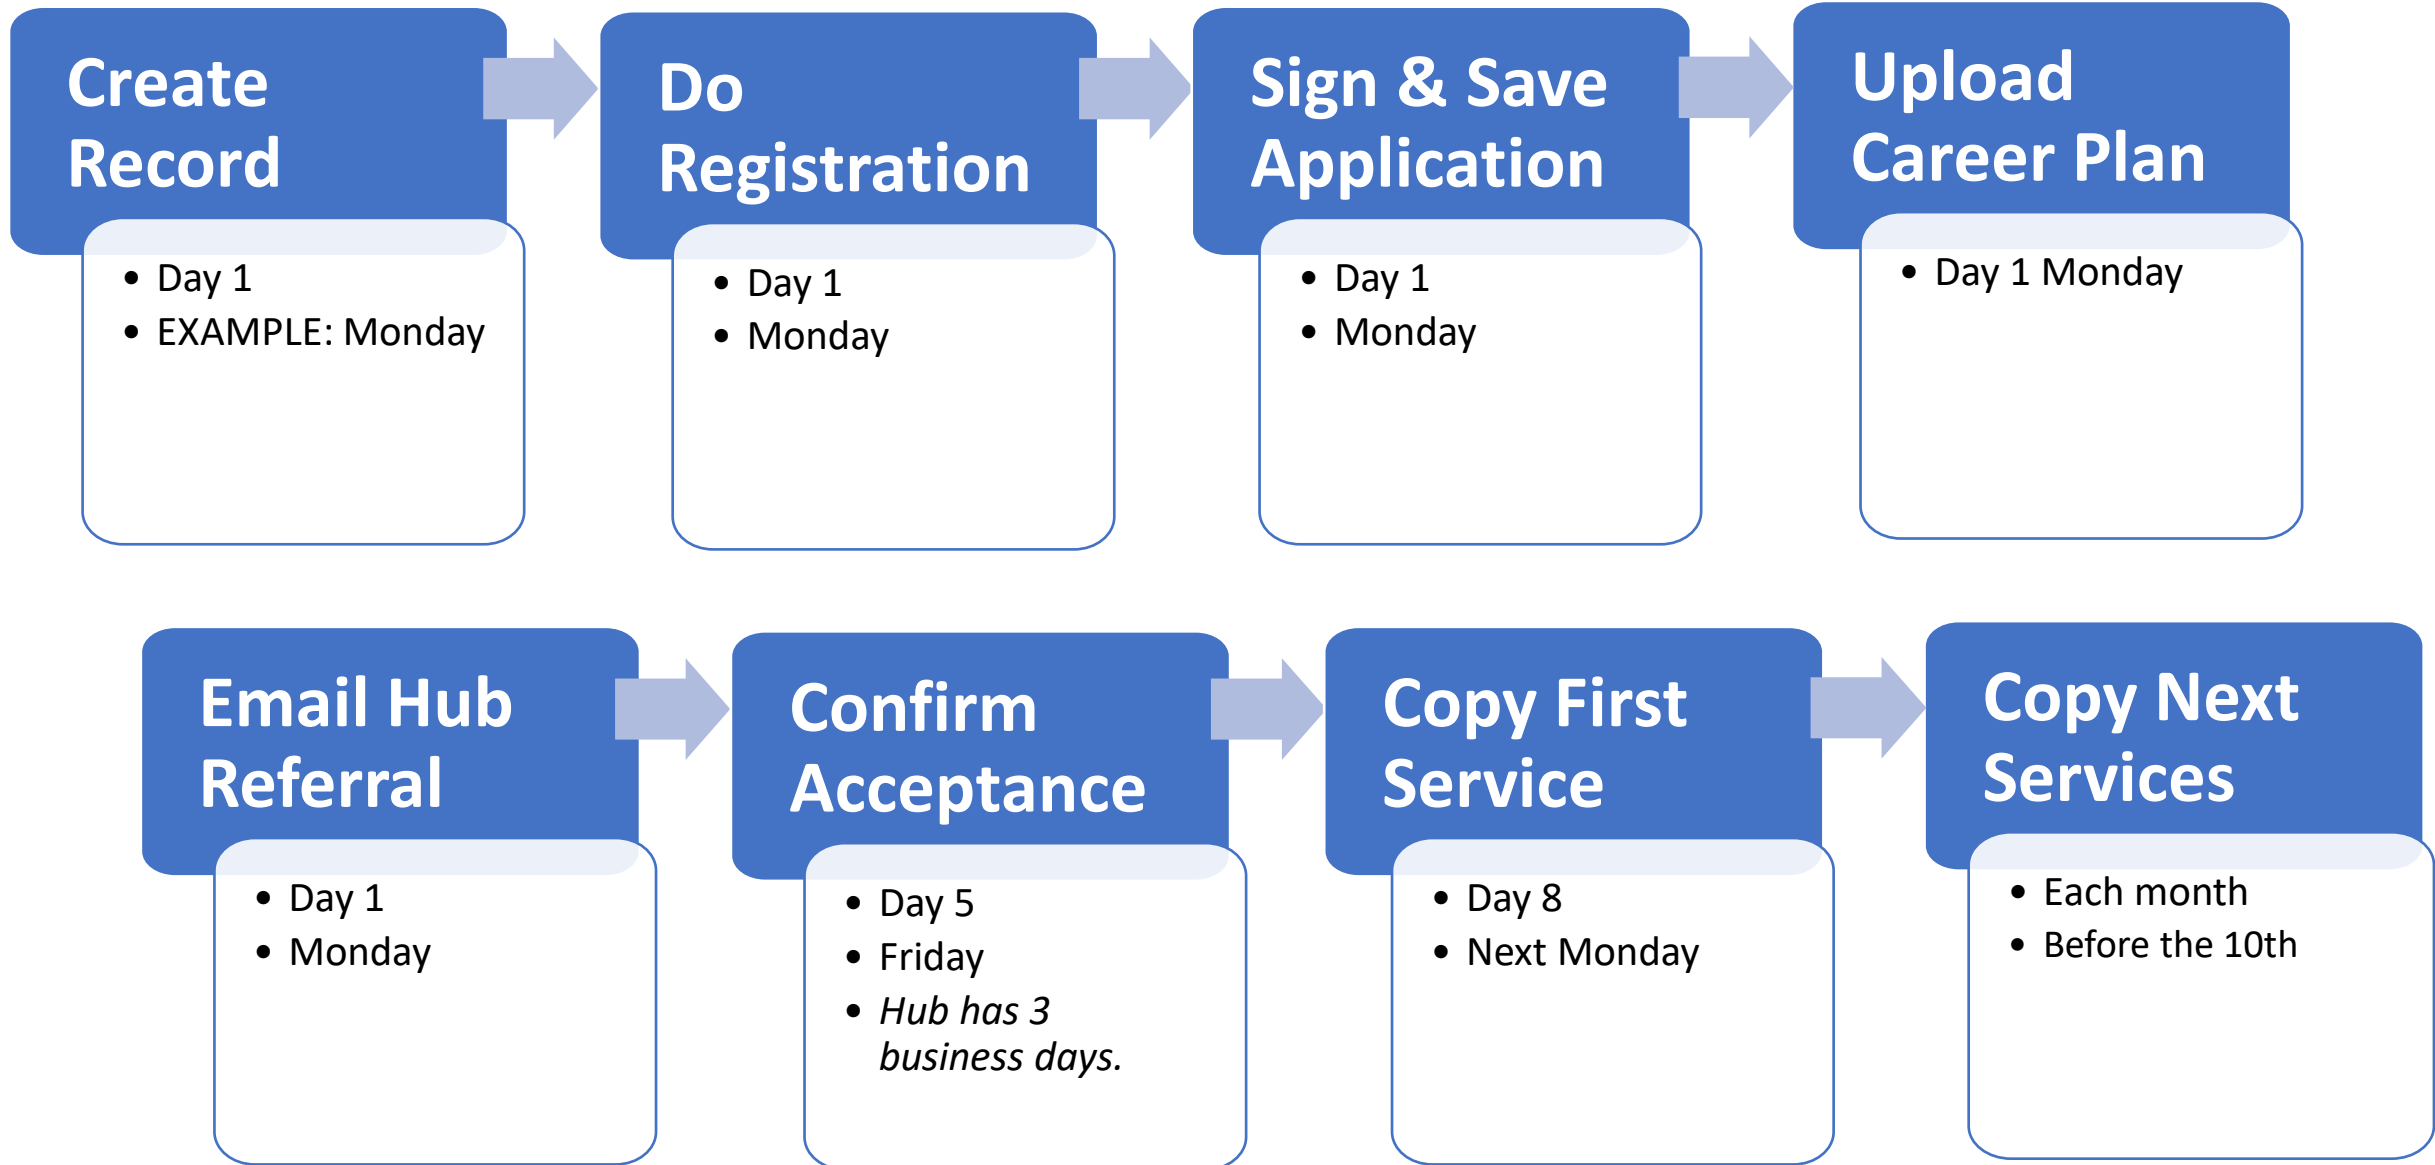 Create
Record
• Day 1
• EXAMPLE: Monday
Do
Registration
• Day 1
• Monday
Sign & Save
Application
• Day 1
• Monday
Upload
Career Plan
• Day 1 Monday
Email Hub
Referral
• Day 1
• Monday
Confirm
Acceptance
• Day 5
• Friday
• Hub has 3
business days.
Copy First
Service
• Day 8
• Next Monday
Copy Next
Services
• Each month
• Before the 10th